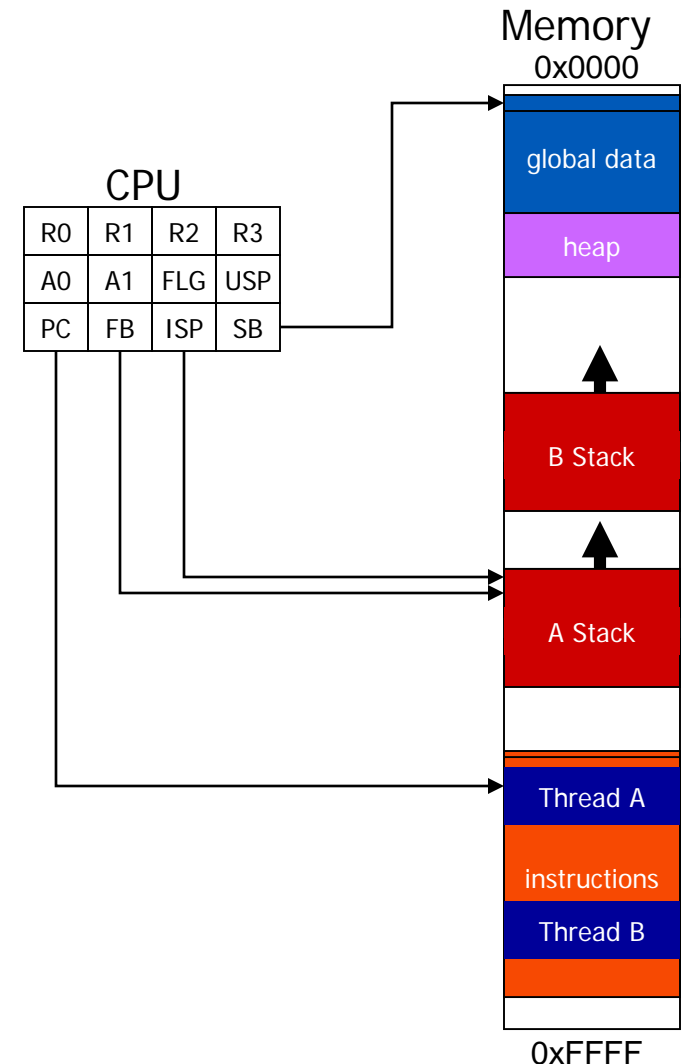 Memory
0x0000
global data
CPU
R0 R1 R2 R3
heap
A0 A1 FLG USP
PC FB ISP SB
B Stack
A Stack
Thread A
instructions
Thread B
0xFFFF